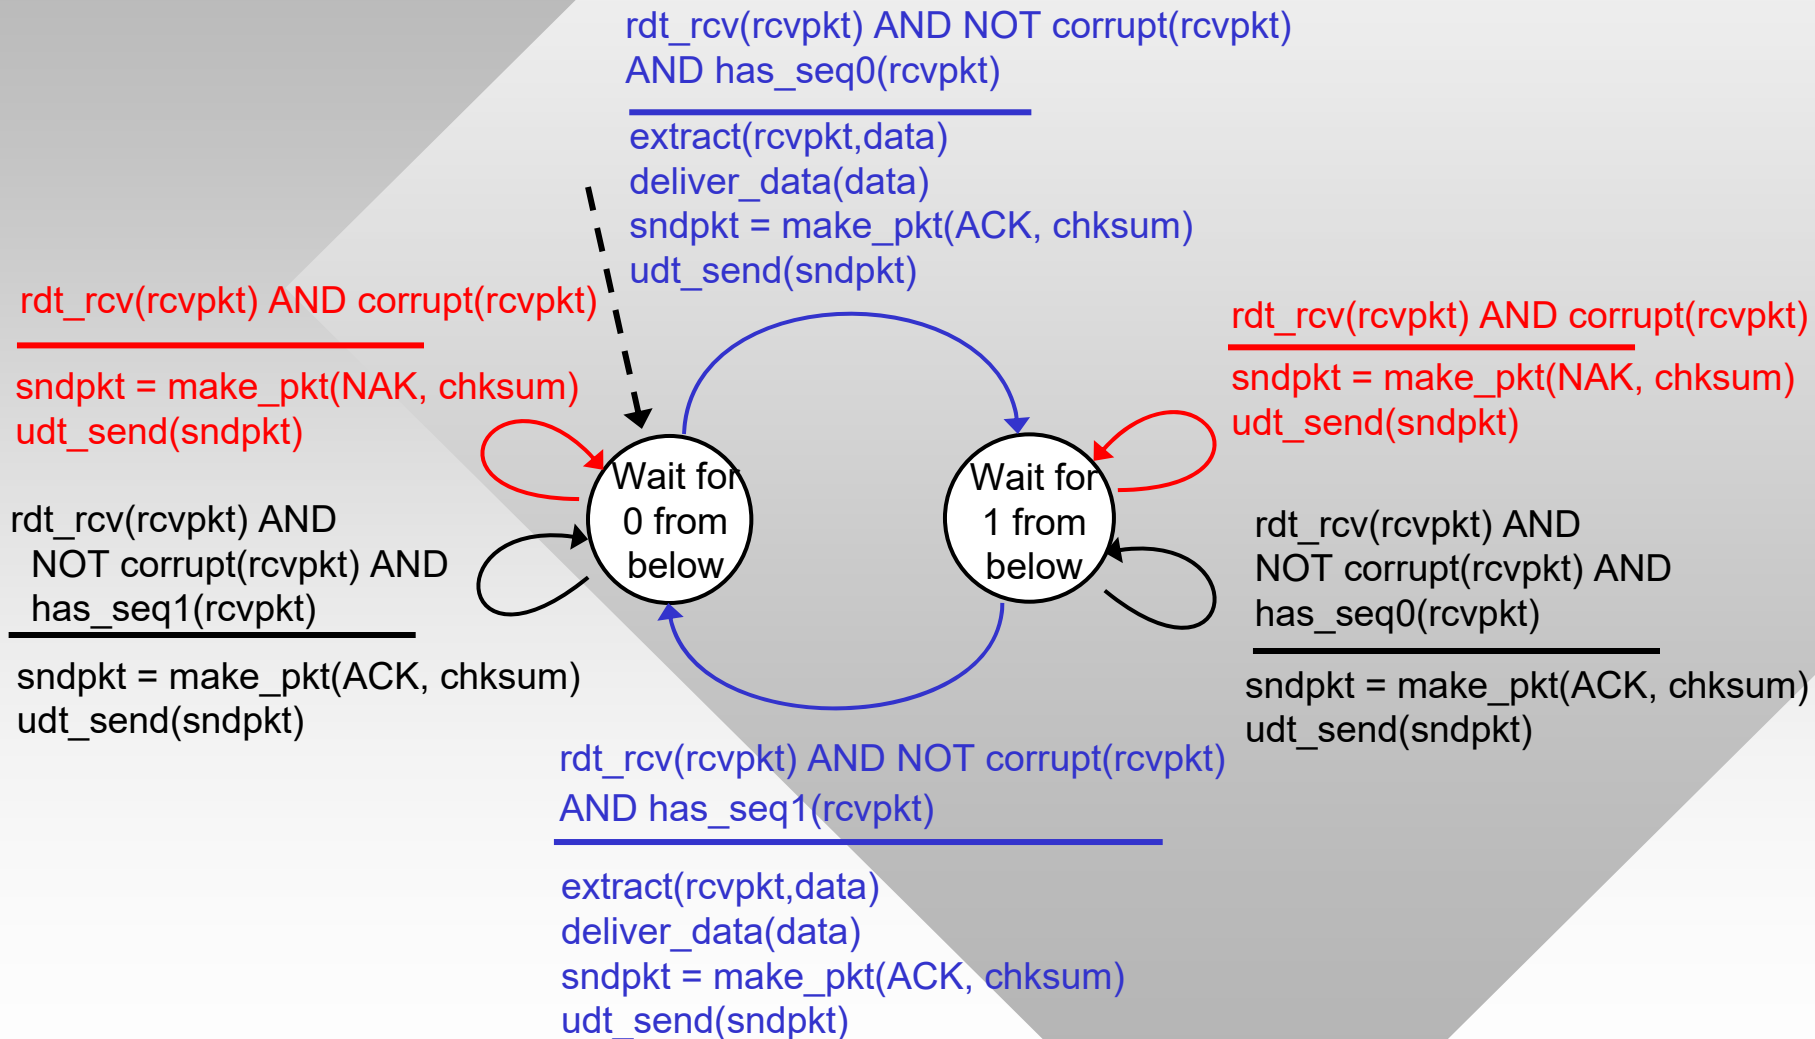 rdt_rcv(rcvpkt) AND NOT corrupt(rcvpkt)
AND has_seq0(rcvpkt)
extract(rcvpkt,data)
deliver_data(data)
sndpkt = make_pkt(ACK, chksum)
udt_send(sndpkt)
rdt_rcv(rcvpkt) AND corrupt(rcvpkt)
sndpkt = make_pkt(NAK, chksum)
udt_send(sndpkt)
rdt_rcv(rcvpkt) AND
NOT corrupt(rcvpkt) AND
has_seq1(rcvpkt)
sndpkt = make_pkt(ACK, chksum)
udt_send(sndpkt)
Wait for
0 from
below
Wait for
1 from
below
rdt_rcv(rcvpkt) AND corrupt(rcvpkt)
sndpkt = make_pkt(NAK, chksum)
udt_send(sndpkt)
rdt_rcv(rcvpkt) AND
NOT corrupt(rcvpkt) AND
has_seq0(rcvpkt)
sndpkt = make_pkt(ACK, chksum)
udt_send(sndpkt)
rdt_rcv(rcvpkt) AND NOT corrupt(rcvpkt)
AND has_seq1(rcvpkt)
extract(rcvpkt,data)
deliver_data(data)
sndpkt = make_pkt(ACK, chksum)
udt_send(sndpkt)